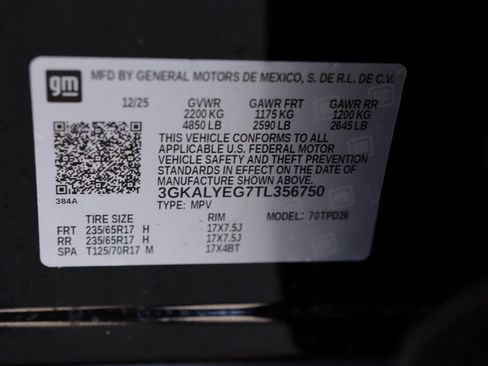 gm
MFD BY GENERAL MOTORS DE MEXICO, S. DE R.L. DE C.V.
12/25 GVWR GAWR FRT GAWR RR
2200 KG 1175 KG 1200 KG
4850 LB 2590 LB 2645 LB
THIS VEHICLE CONFORMS TO ALL
APPLICABLE U.S. FEDERAL MOTOR
VEHICLE SAFETY AND THEFT PREVENTION
STANDARDS IN EFFECT ON THE DATE OF
MANUFACTURE SHOWN ABOVE.
384A 3GKALYEG7TL356750
TYPE: MPV MODEL: 70TPD26
TIRE SIZE RIM
FRT 235/65R17 H 17X7.5J
RR 235/65R17 H 17X7.5J
SPA T125/70R17 M 17X4BT